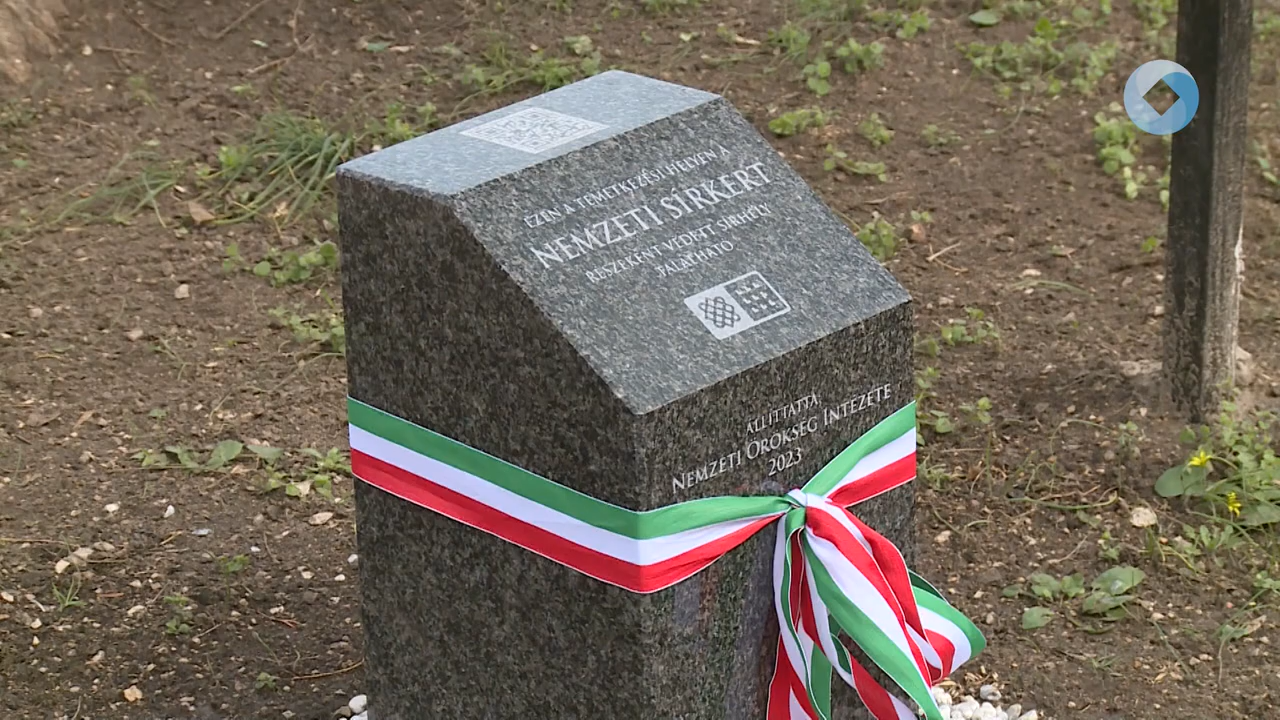 EZEN A TEMETKEZÉSI HELYEN A
NEMZETI SÍRKERT
RÉSZEKÉNT VÉDETT SÍRHELY
TALÁLHATÓ
ÁLLÍTTATTA
NEMZETI ÖRÖKSÉG INTÉZETE
2023